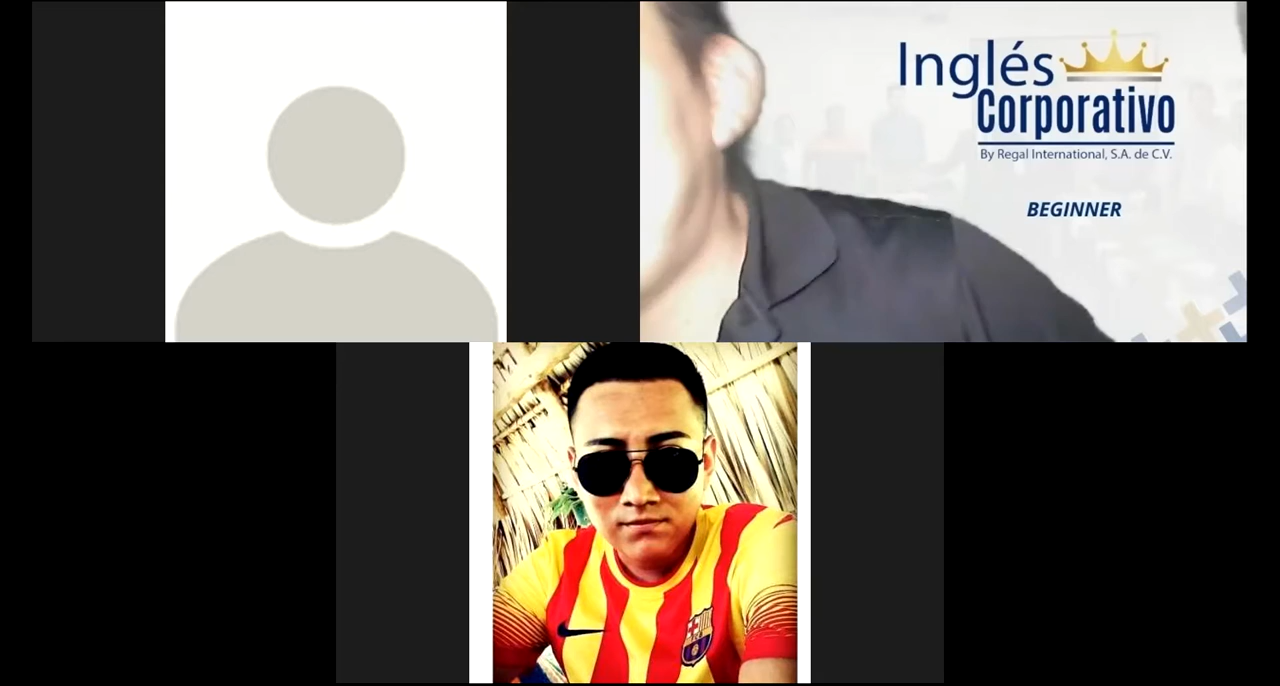 Inglés
Corporativo
By Regal International, S.A. de C.V.
BEGINNER